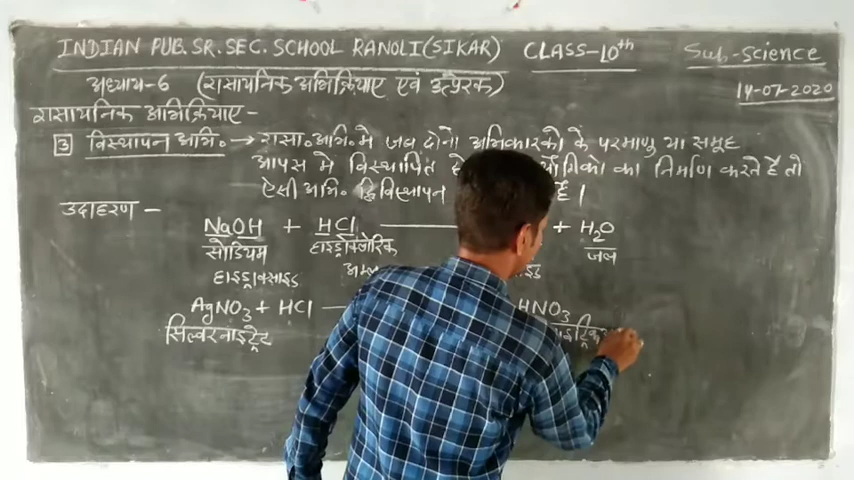 INDIAN PUB. SR. SEC. SCHOOL RANOLI (SIKAR) CLASS-10th Sub-Science
अध्याय-6 (रासायनिक अभिक्रियाए एवं उत्प्रेरक) 14-07-2020
रासायनिक अभिक्रियाए -
3 विस्थापन अभि० → रासा० अभि० मे जब दोनो अभिकारको के परमाणु या समूह
आपस मे विस्थापित यौगिको का निर्माण करते हैं तो
ऐसी अभि० द्विविस्थापन हैं।
उदाहरण -
NaOH + HCl + H2O
सोडियम हाइड्रोक्लोरिक जल
हाइड्राक्साइड अम्ल
AgNO3 + HCl HNO3
सिल्वरनाइट्रेट